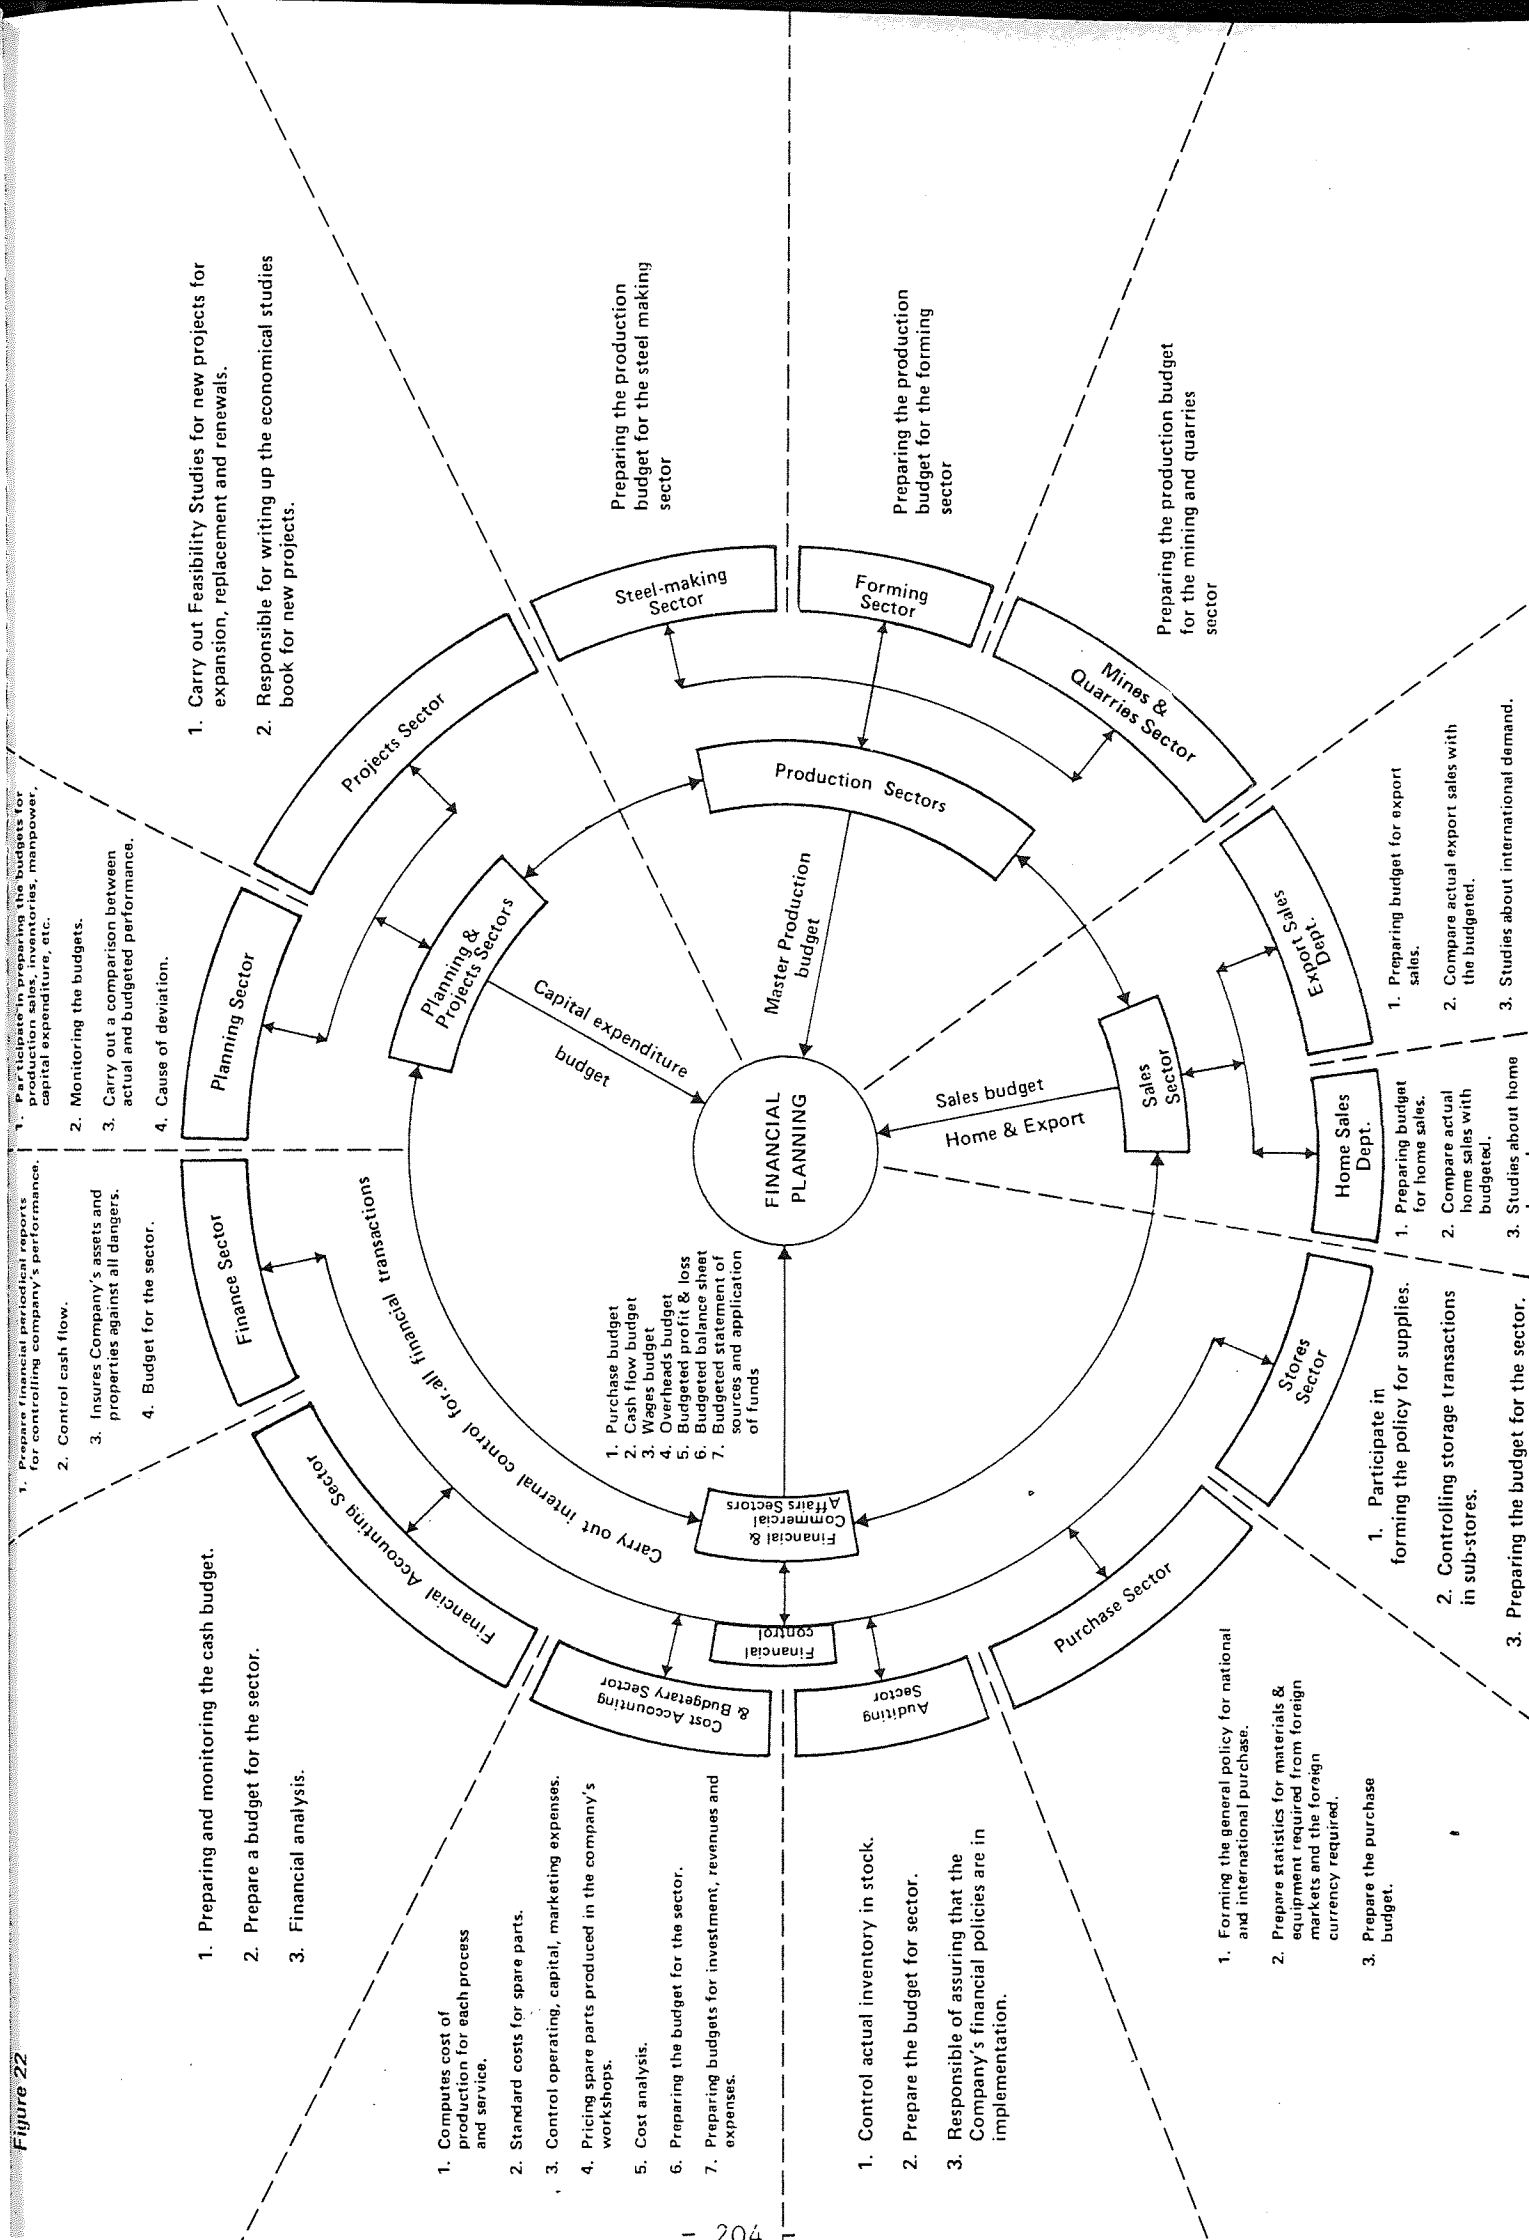 Figure 22
1. Participate in preparing the budgets for
production sales, inventories, manpower,
capital expenditure, etc.
2. Monitoring the budgets.
3. Carry out a comparison between
actual and budgeted performance.
4. Cause of deviation.
1. Carry out Feasibility Studies for new projects for
expansion, replacement and renewals.
2. Responsible for writing up the economical studies
book for new projects.
Preparing the production
budget for the steel making
sector
Preparing the production
budget for the forming
sector
Preparing the production budget
for the mining and quarries
sector
1. Preparing budget for export
sales.
2. Compare actual export sales with
the budgeted.
3. Studies about international demand.
1. Preparing budget
for home sales.
2. Compare actual
home sales with
budgeted.
3. Studies about home
1. Participate in
forming the policy for supplies.
2. Controlling storage transactions
in sub-stores.
3. Preparing the budget for the sector.
1. Forming the general policy for national
and international purchase.
2. Prepare statistics for materials &
equipment required from foreign
markets and the foreign
currency required.
3. Prepare the purchase
budget.
1. Control actual inventory in stock.
2. Prepare the budget for sector.
3. Responsible of assuring that the
Company's financial policies are in
implementation.
1. Computes cost of
production for each process
and service.
2. Standard costs for spare parts.
3. Control operating, capital, marketing expenses.
4. Pricing spare parts produced in the company's
workshops.
5. Cost analysis.
6. Preparing the budget for the sector.
7. Preparing budgets for investment, revenues and
expenses.
1. Preparing and monitoring the cash budget.
2. Prepare a budget for the sector.
3. Financial analysis.
1. Prepare financial periodical reports
for controlling company's performance.
2. Control cash flow.
3. Insures Company's assets and
properties against all dangers.
4. Budget for the sector.
Planning Sector
Projects Sector
Steel-making
Sector
Forming
Sector
Mines &
Quarries Sector
Export Sales
Dept.
Home Sales
Dept.
Stores
Sector
Purchase Sector
Auditing
Sector
Cost Accounting
& Budgetary Sector
Financial Accounting Sector
Finance Sector
Planning &
Projects Sectors
Production Sectors
Sales
Sector
Financial &
Commercial
Affairs Sectors
Financial
control
Carry out internal control for.all financial transactions
Capital expenditure
budget
Master Production
budget
Sales budget
Home & Export
1. Purchase budget
2. Cash flow budget
3. Wages budget
4. Overheads budget
5. Budgeted profit & loss
6. Budgeted balance sheet
7. Budgeted statement of
sources and application
of funds
FINANCIAL
PLANNING
- 204 -